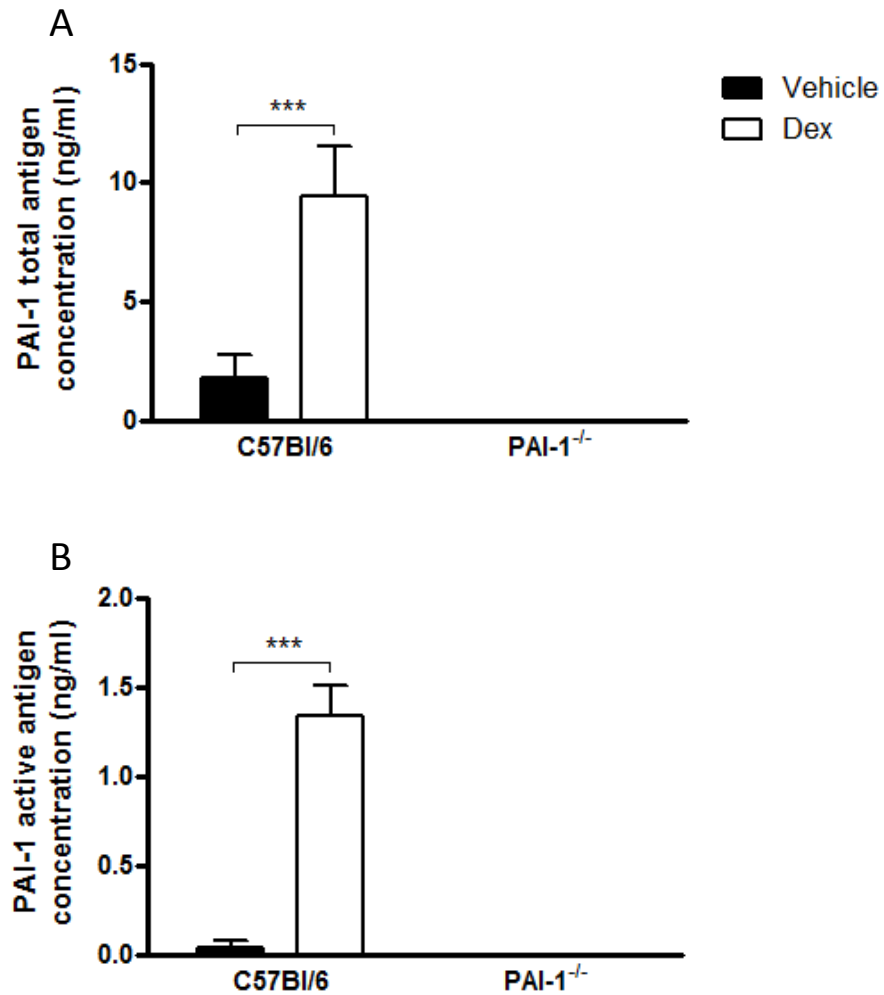 A
PAI-1 total antigen
concentration (ng/ml)
15
10
5
0
***
C57Bl/6
PAI-1-/-
Vehicle
Dex
B
PAI-1 active antigen
concentration (ng/ml)
2.0
1.5
1.0
0.5
0.0
***
C57Bl/6
PAI-1-/-